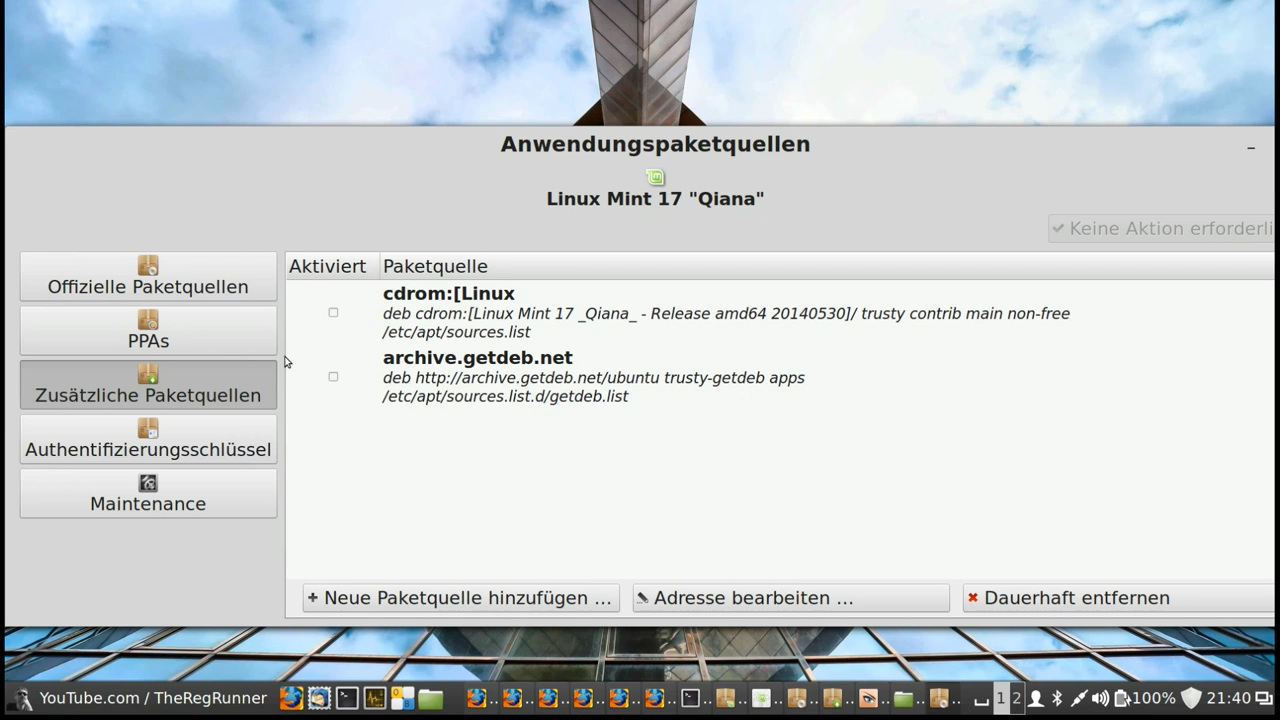 Anwendungspaketquellen
Linux Mint 17 "Qiana"
Keine Aktion erforderli
Offizielle Paketquellen
PPAs
Zusätzliche Paketquellen
Authentifizierungsschlüssel
Maintenance
Aktiviert Paketquelle
cdrom:[Linux
deb cdrom:[Linux Mint 17 _Qiana_ - Release amd64 20140530]/ trusty contrib main non-free
/etc/apt/sources.list
archive.getdeb.net
deb http://archive.getdeb.net/ubuntu trusty-getdeb apps
/etc/apt/sources.list.d/getdeb.list
Neue Paketquelle hinzufügen ... Adresse bearbeiten ... Dauerhaft entfernen
YouTube.com / TheRegRunner 1 2 100% 21:40